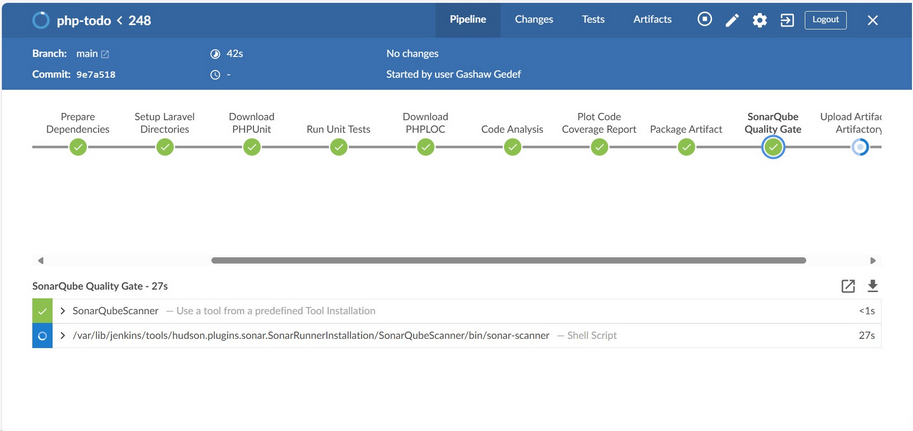 php-todo < 248
Pipeline
Changes
Tests
Artifacts
Logout
Branch: main
42s
No changes
Commit: 9e7a518
-
Started by user Gashaw Gedef
Prepare
Dependencies
Setup Laravel
Directories
Download
PHPUnit
Run Unit Tests
Download
PHPLOC
Code Analysis
Plot Code
Coverage Report
Package Artifact
SonarQube
Quality Gate
Upload Artifac
Artifactory
SonarQube Quality Gate - 27s
SonarQubeScanner — Use a tool from a predefined Tool Installation <1s
/var/lib/jenkins/tools/hudson.plugins.sonar.SonarRunnerInstallation/SonarQubeScanner/bin/sonar-scanner — Shell Script 27s